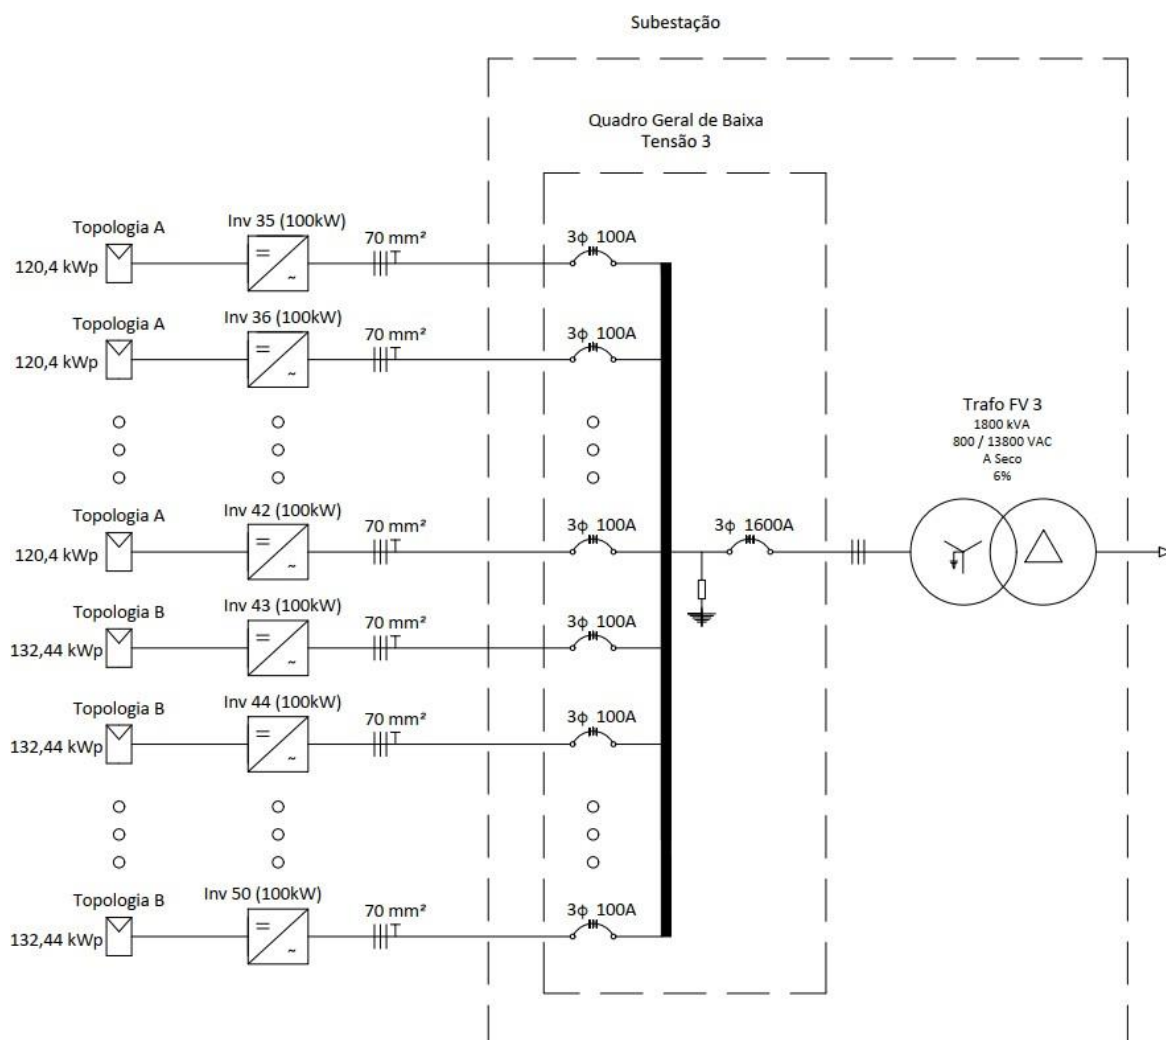 Subestação
Quadro Geral de Baixa
Tensão 3
Topologia A
Inv 35 (100kW)
70 mm²
3ϕ 100A
120,4 kWp
Topologia A
Inv 36 (100kW)
70 mm²
3ϕ 100A
120,4 kWp
Trafo FV 3
1800 kVA
800 / 13800 VAC
A Seco
6%
Topologia A
Inv 42 (100kW)
70 mm²
3ϕ 100A
3ϕ 1600A
120,4 kWp
Topologia B
Inv 43 (100kW)
70 mm²
3ϕ 100A
132,44 kWp
Topologia B
Inv 44 (100kW)
70 mm²
3ϕ 100A
132,44 kWp
Topologia B
Inv 50 (100kW)
70 mm²
3ϕ 100A
132,44 kWp